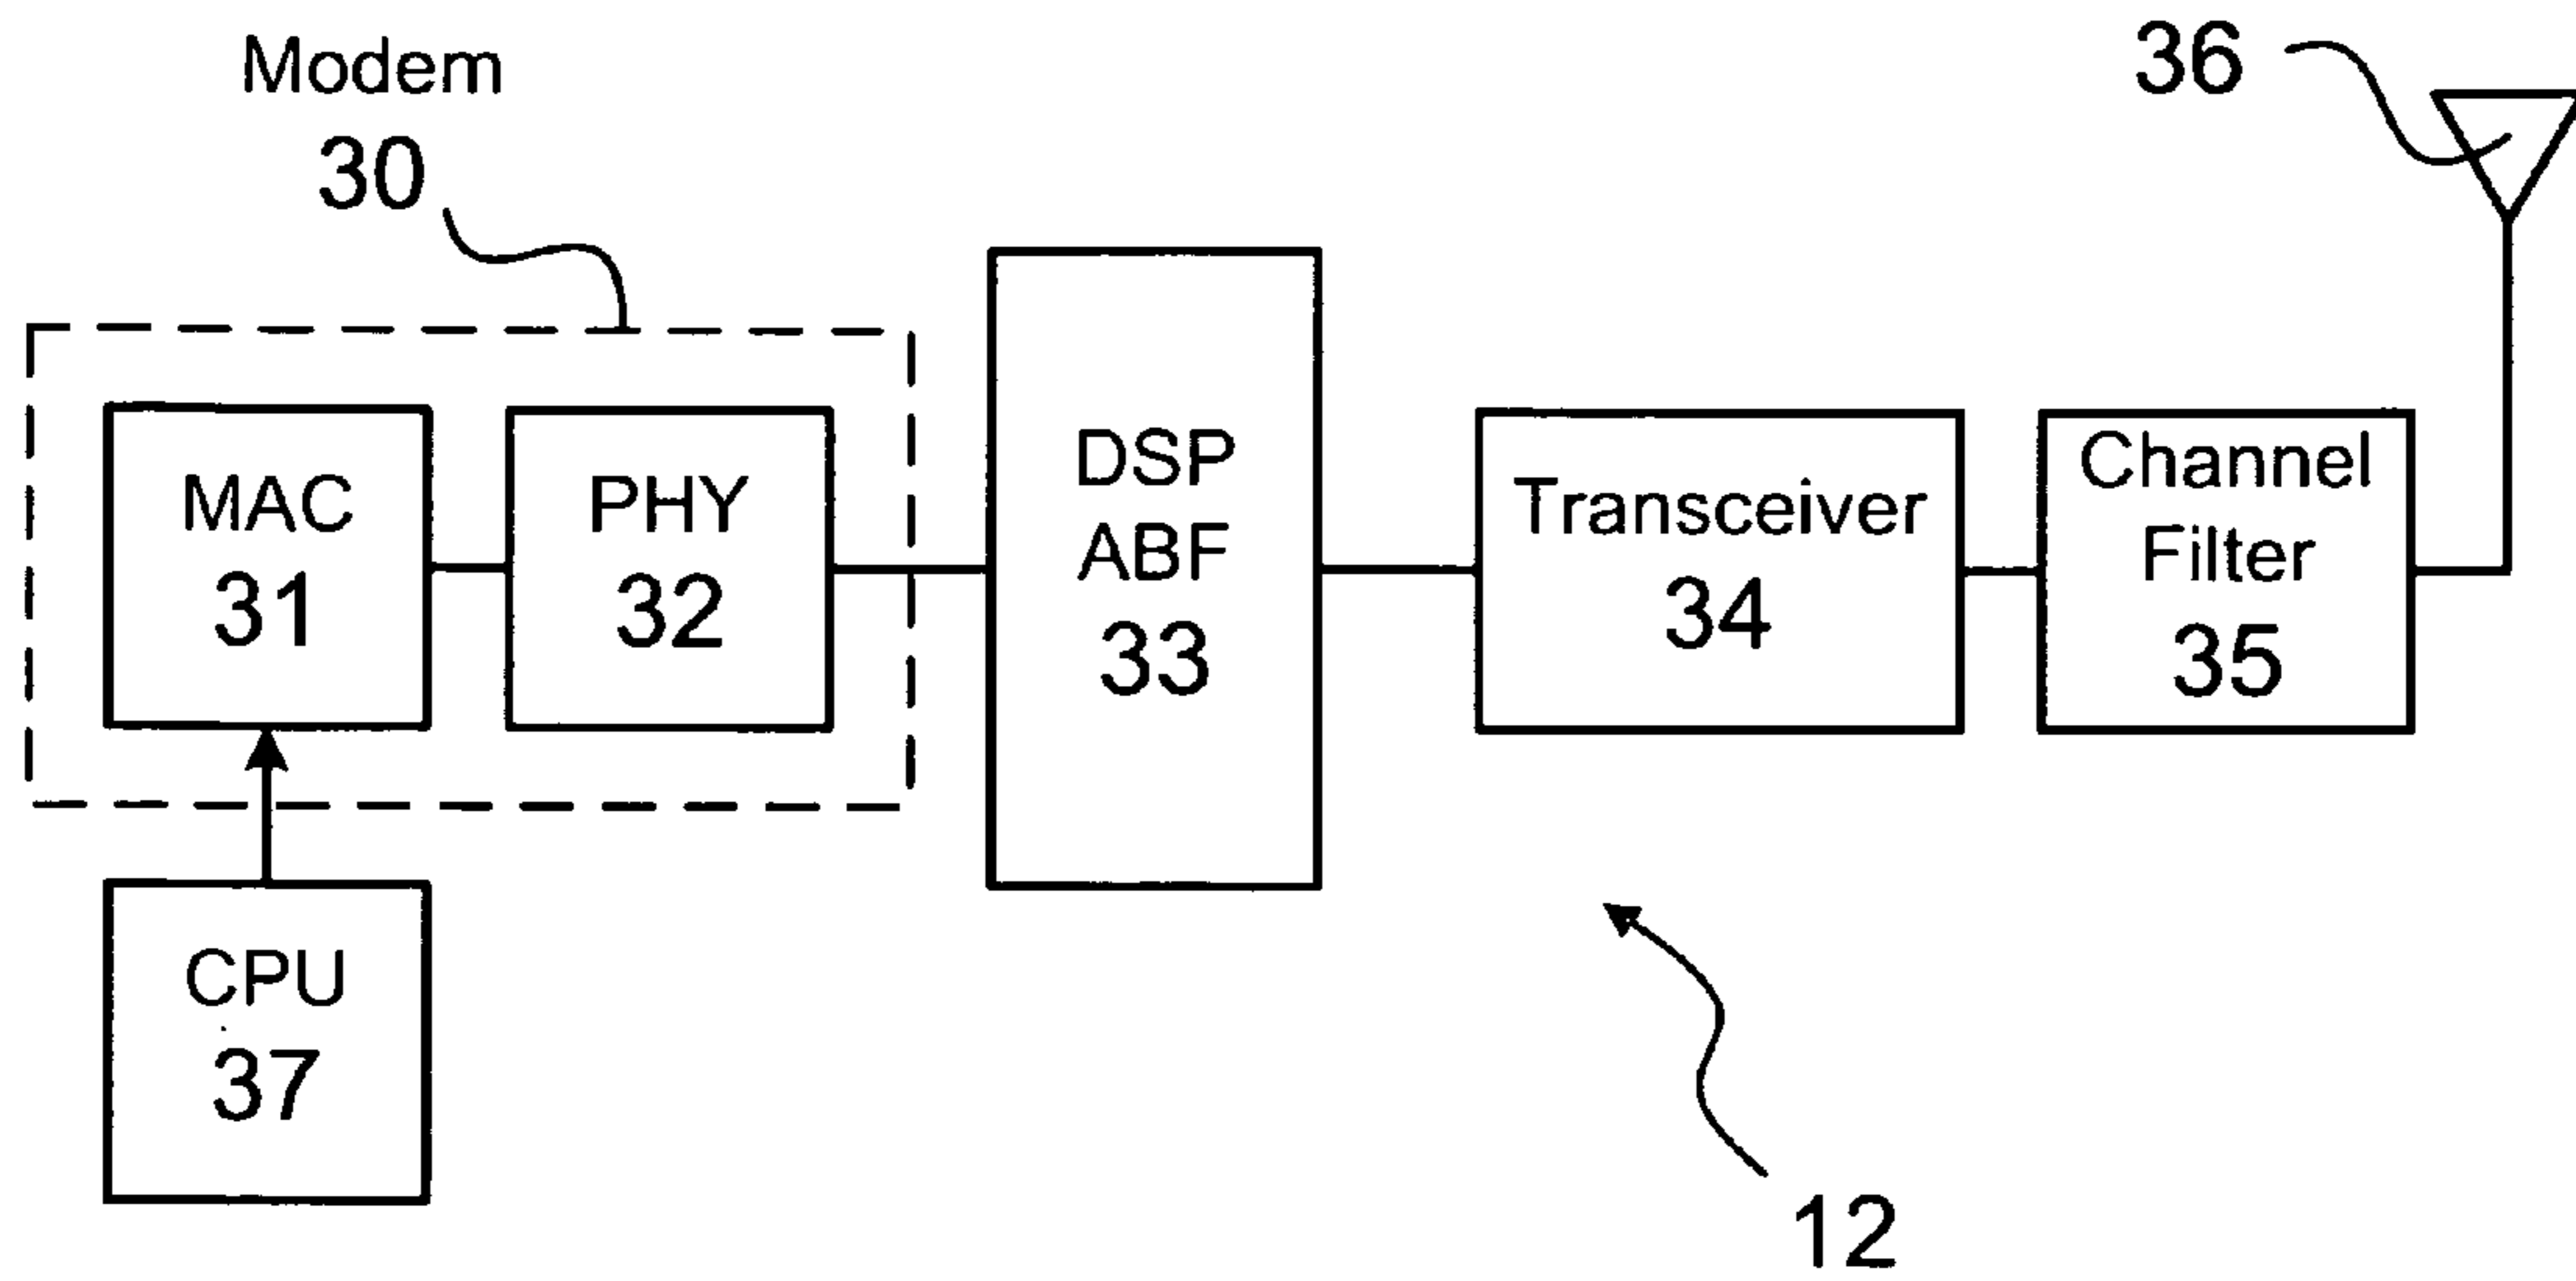 Modem
30
36
MAC
31
PHY
32
DSP
ABF
33
Transceiver
34
Channel
Filter
35
CPU
37
12